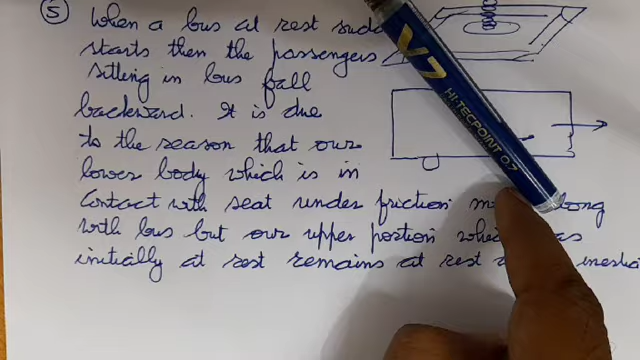 ⑤ When a bus at rest
starts then the passengers
sitting in bus fall
backward. It is due
to the reason that our
lower body which is in
Contact with seat under friction
with bus but our upper portion
initially at rest remains at rest
V7
HI-TECPOINT 0.7